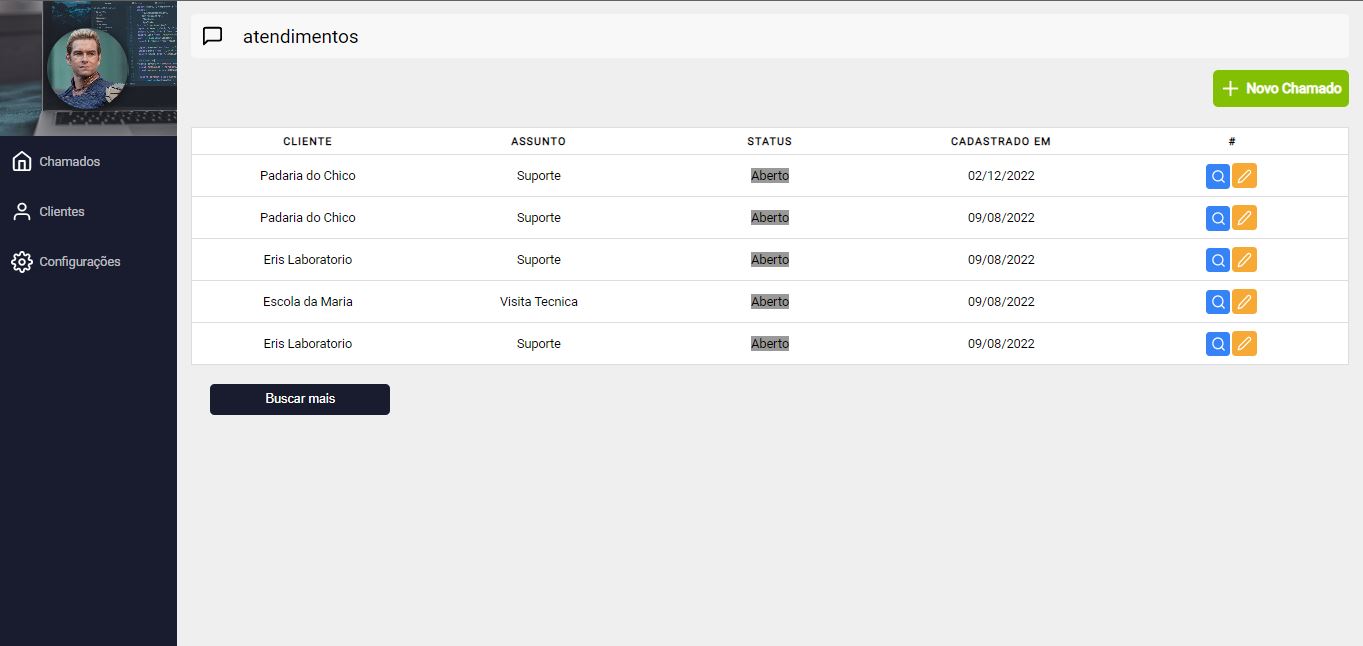 atendimentos
Novo Chamado
Chamados
Clientes
Configurações
CLIENTE ASSUNTO STATUS CADASTRADO EM #
Padaria do Chico Suporte Aberto 02/12/2022
Padaria do Chico Suporte Aberto 09/08/2022
Eris Laboratorio Suporte Aberto 09/08/2022
Escola da Maria Visita Tecnica Aberto 09/08/2022
Eris Laboratorio Suporte Aberto 09/08/2022
Buscar mais